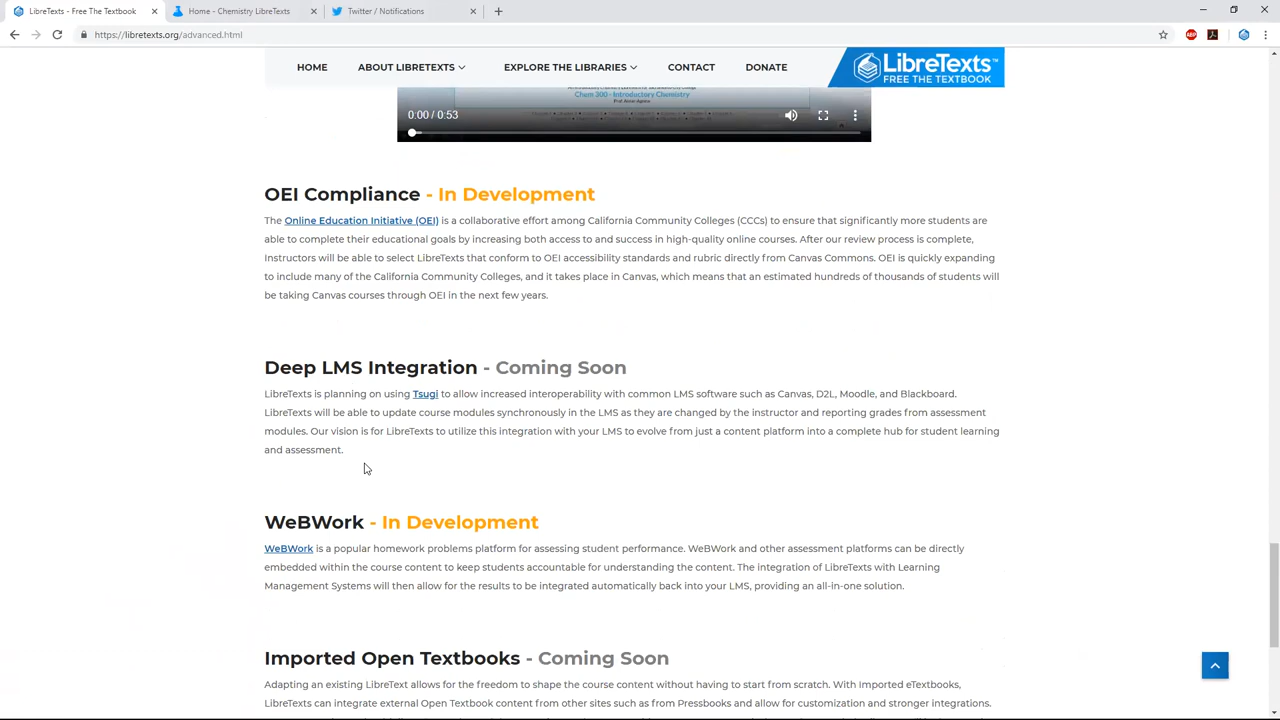 LibreTexts - Free The Textbook
Home - Chemistry LibreTexts
Twitter / Notifications
https://libretexts.org/advanced.html
ABP
HOME
ABOUT LIBRETEXTS
EXPLORE THE LIBRARIES
CONTACT
DONATE
LibreTexts™
FREE THE TEXTBOOK
Chem 300 - Introductory Chemistry
0:00 / 0:53
OEI Compliance - In Development
The Online Education Initiative (OEI) is a collaborative effort among California Community Colleges (CCCs) to ensure that significantly more students are
able to complete their educational goals by increasing both access to and success in high-quality online courses. After our review process is complete,
Instructors will be able to select LibreTexts that conform to OEI accessibility standards and rubric directly from Canvas Commons. OEI is quickly expanding
to include many of the California Community Colleges, and it takes place in Canvas, which means that an estimated hundreds of thousands of students will
be taking Canvas courses through OEI in the next few years.
Deep LMS Integration - Coming Soon
LibreTexts is planning on using Tsugi to allow increased interoperability with common LMS software such as Canvas, D2L, Moodle, and Blackboard.
LibreTexts will be able to update course modules synchronously in the LMS as they are changed by the instructor and reporting grades from assessment
modules. Our vision is for LibreTexts to utilize this integration with your LMS to evolve from just a content platform into a complete hub for student learning
and assessment.
WeBWork - In Development
WeBWork is a popular homework problems platform for assessing student performance. WeBWork and other assessment platforms can be directly
embedded within the course content to keep students accountable for understanding the content. The integration of LibreTexts with Learning
Management Systems will then allow for the results to be integrated automatically back into your LMS, providing an all-in-one solution.
Imported Open Textbooks - Coming Soon
Adapting an existing LibreText allows for the freedom to shape the course content without having to start from scratch. With Imported eTextbooks,
LibreTexts can integrate external Open Textbook content from other sites such as from Pressbooks and allow for customization and stronger integrations.